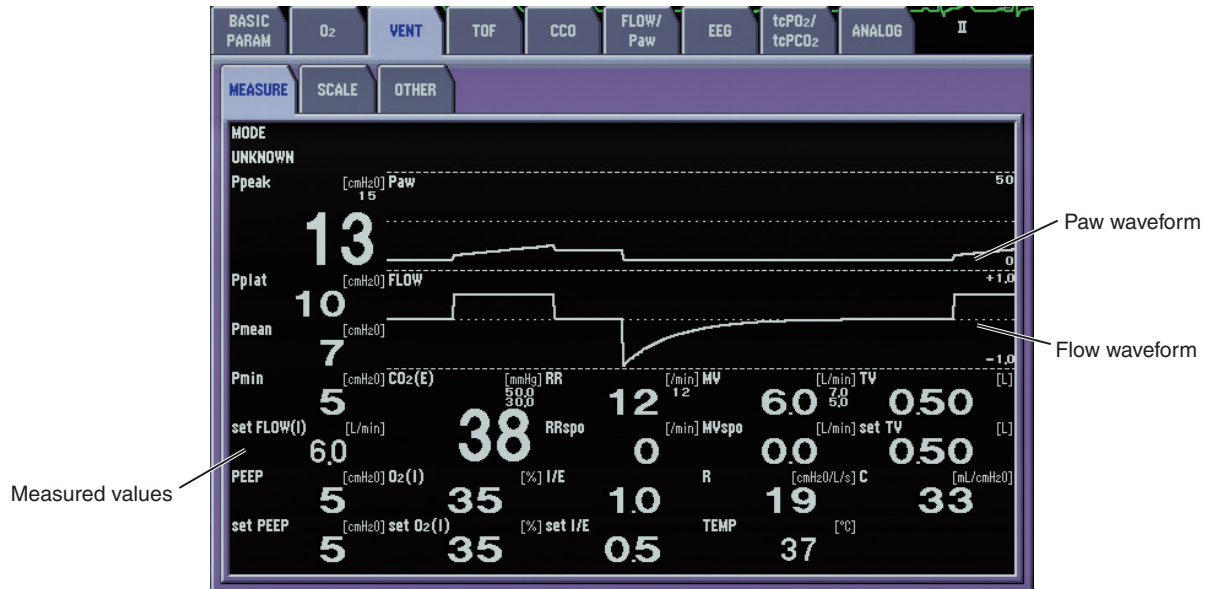 BASIC PARAM O2 VENT TOF CCO FLOW/Paw EEG tcPO2/tcPCO2 ANALOG II
MEASURE SCALE OTHER
MODE
UNKNOWN
Ppeak [cmH2O] Paw 50
15
13
Paw waveform
0
Pplat [cmH2O] FLOW +1.0
10
Pmean [cmH2O]
7
Flow waveform
-1.0
Pmin [cmH2O] CO2(E) [mmHg] RR [/min] MV [L/min] TV [L]
5 50.0 30.0 38 12 12 6.0 7.0 5.0 0.50
set FLOW(I) [L/min] RRspo [/min] MVspo [L/min] set TV [L]
6.0 0 0.0 0.50
Measured values
PEEP [cmH2O] O2(I) [%] I/E R [cmH2O/L/s] C [mL/cmH2O]
5 35 1.0 19 33
set PEEP [cmH2O] set O2(I) [%] set I/E TEMP [°C]
5 35 0.5 37